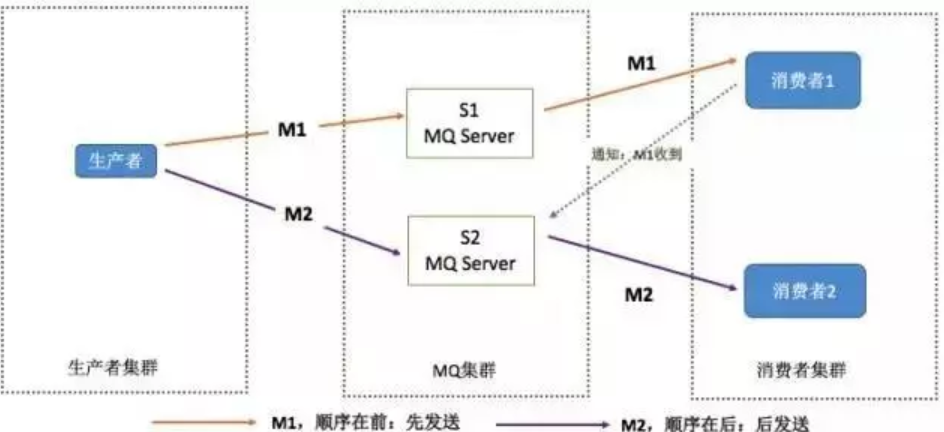 M1
消费者1
S1
MQ Server
M1
通知：M1收到
生产者
M2
S2
MQ Server
消费者2
M2
生产者集群
MQ集群
消费者集群
M1，顺序在前：先发送
M2，顺序在后：后发送